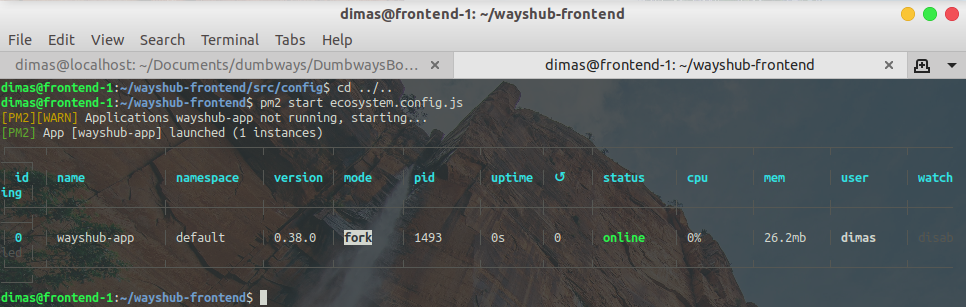 dimas@frontend-1: ~/wayshub-frontend
File Edit View Search Terminal Tabs Help
dimas@localhost: ~/Documents/dumbways/DumbwaysBo... × dimas@frontend-1: ~/wayshub-frontend ×
dimas@frontend-1:~/wayshub-frontend/src/config$ cd ../..
dimas@frontend-1:~/wayshub-frontend$ pm2 start ecosystem.config.js
[PM2][WARN] Applications wayshub-app not running, starting...
[PM2] App [wayshub-app] launched (1 instances)
id │ name │ namespace │ version │ mode │ pid │ uptime │ ↺ │ status │ cpu │ mem │ user │ watch
ing │
0 │ wayshub-app │ default │ 0.38.0 │ fork │ 1493 │ 0s │ 0 │ online │ 0% │ 26.2mb │ dimas │ disab
led │
dimas@frontend-1:~/wayshub-frontend$